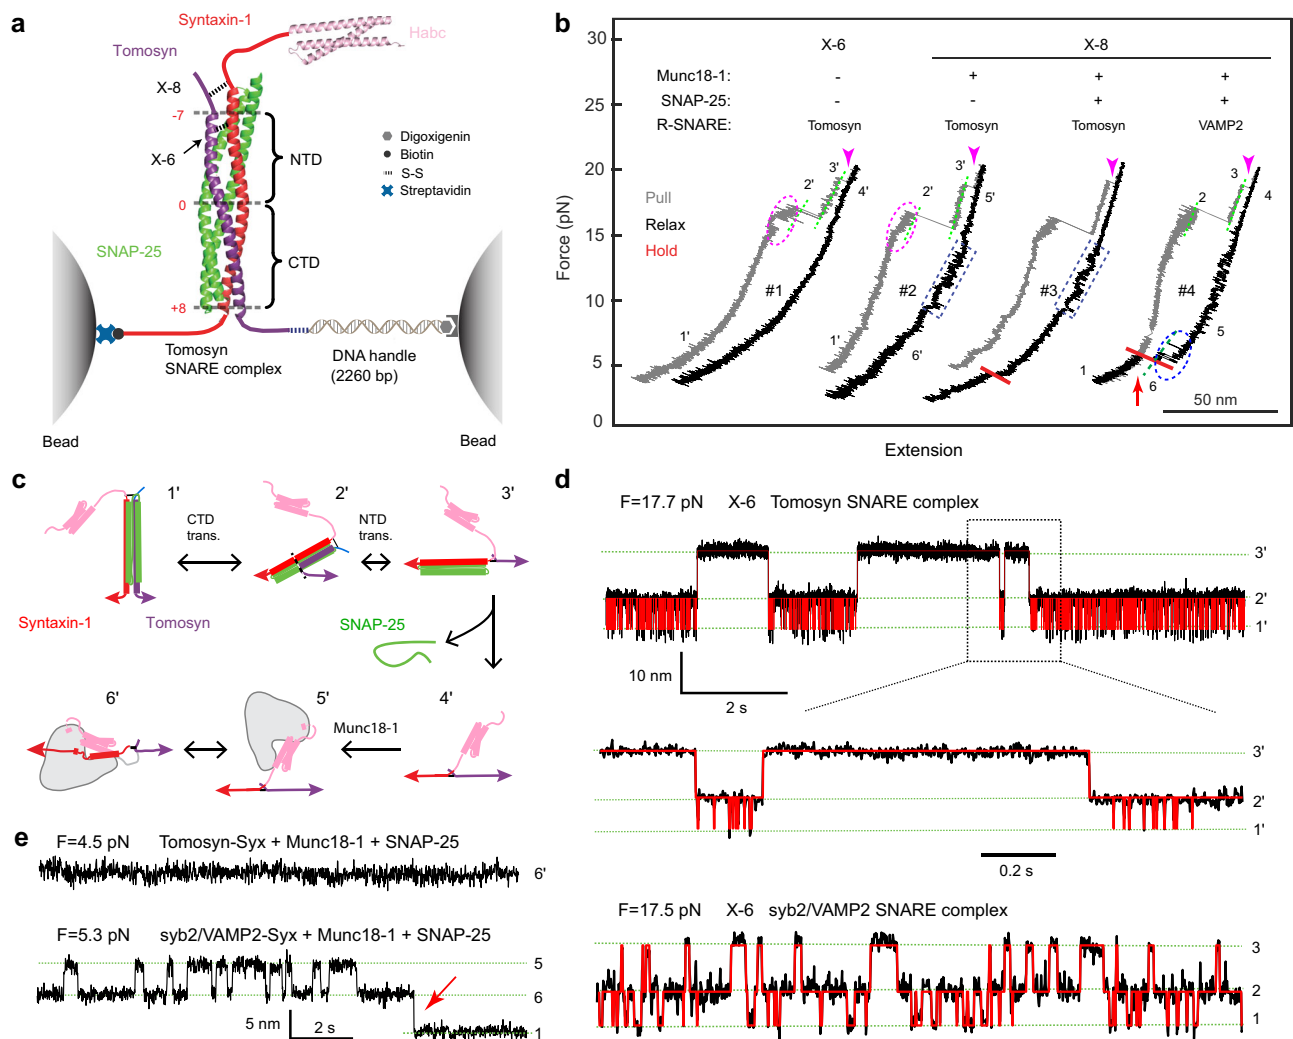 a
Syntaxin-1
Habc
Tomosyn
X-8
-7
X-6
NTD
Digoxigenin
Biotin
S-S
Streptavidin
0
SNAP-25
CTD
+8
Tomosyn
SNARE complex
DNA handle
(2260 bp)
Bead
Bead
b
30
25
20
15
10
5
0
Force (pN)
X-6
X-8
Munc18-1: - + + +
SNAP-25: - - + +
R-SNARE: Tomosyn Tomosyn Tomosyn VAMP2
Pull
Relax
Hold
1'
2'
3'
4'
#1
1'
2'
3'
5'
6'
#2
#3
1
2
3
4
5
6
#4
50 nm
Extension
c
1'
CTD
trans.
2'
NTD
trans.
3'
Syntaxin-1
Tomosyn
SNAP-25
6'
5'
Munc18-1
4'
d
F=17.7 pN X-6 Tomosyn SNARE complex
3'
2'
1'
10 nm
2 s
3'
2'
1'
0.2 s
F=17.5 pN X-6 syb2/VAMP2 SNARE complex
3
2
1
e
F=4.5 pN Tomosyn-Syx + Munc18-1 + SNAP-25
6'
F=5.3 pN syb2/VAMP2-Syx + Munc18-1 + SNAP-25
5
6
1
5 nm
2 s